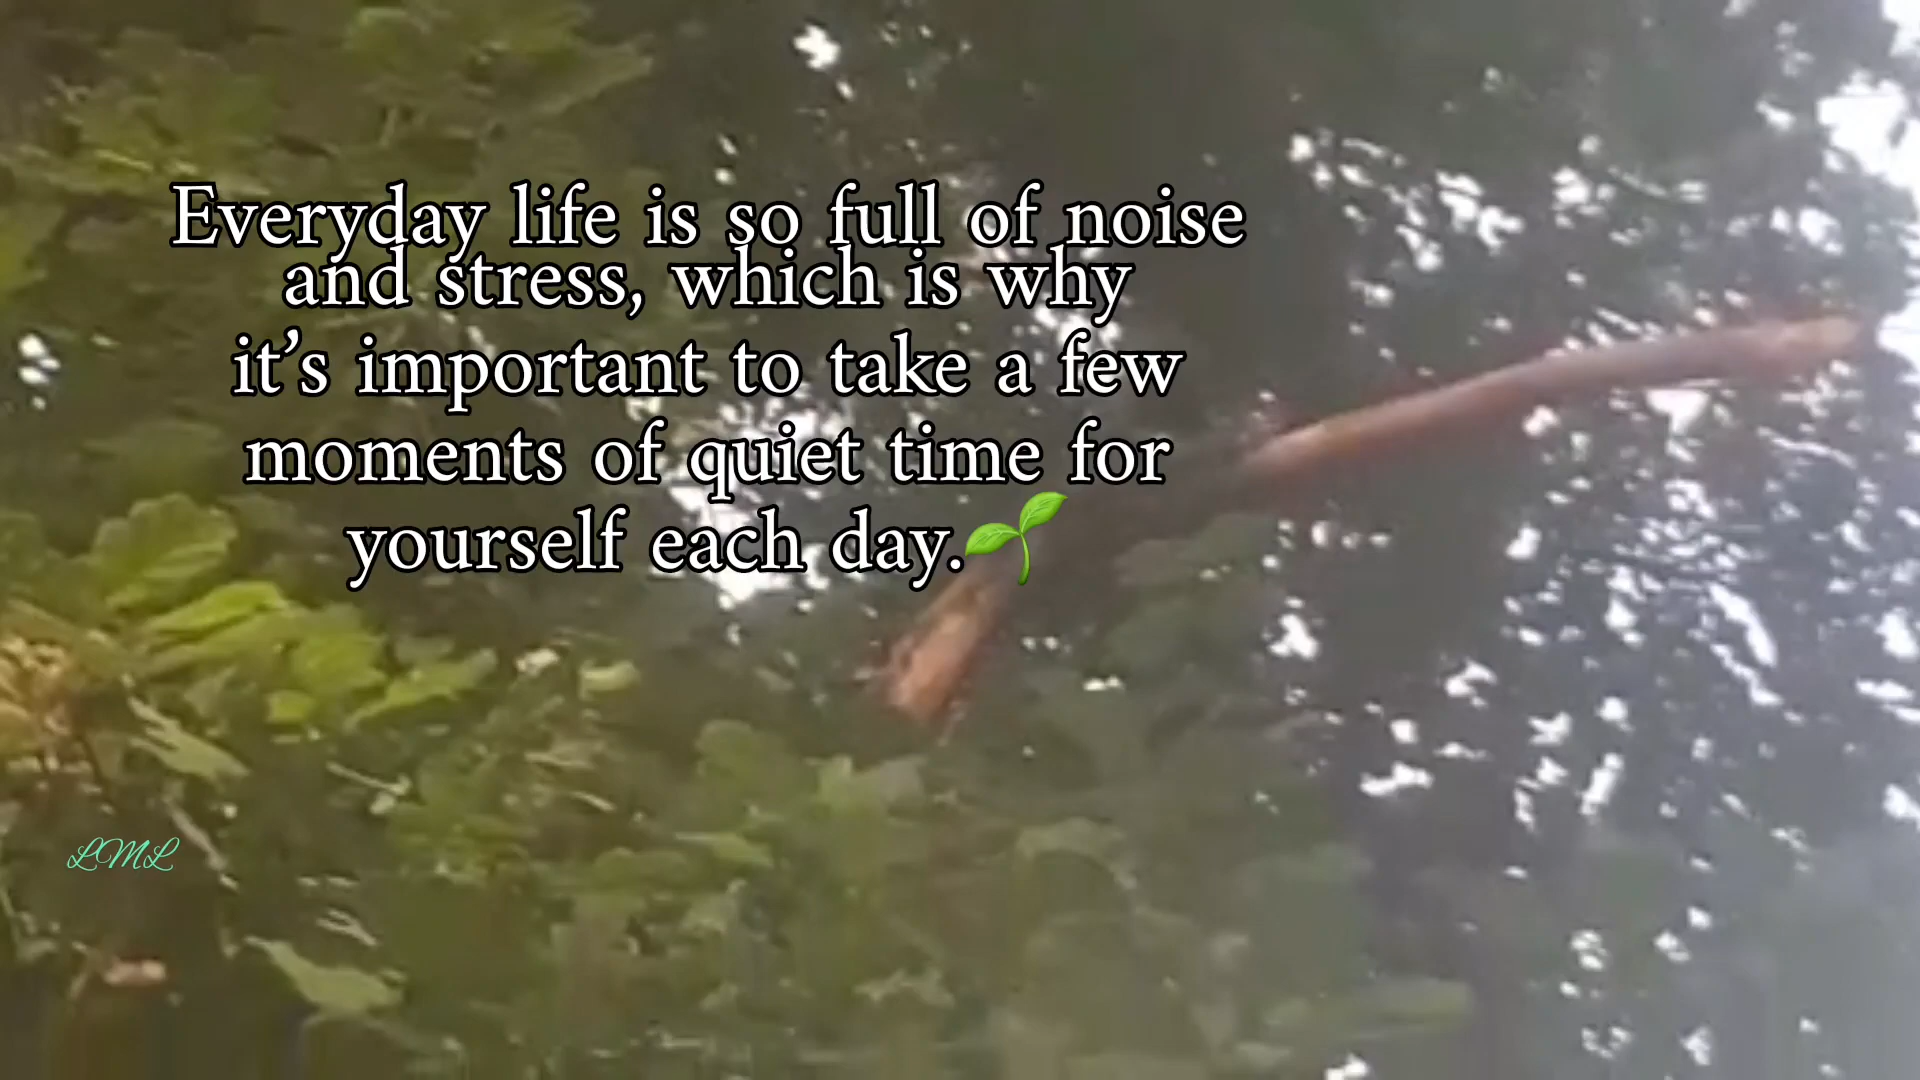 Everyday life is so full of noise
and stress, which is why
it’s important to take a few
moments of quiet time for
yourself each day.🌱
LML